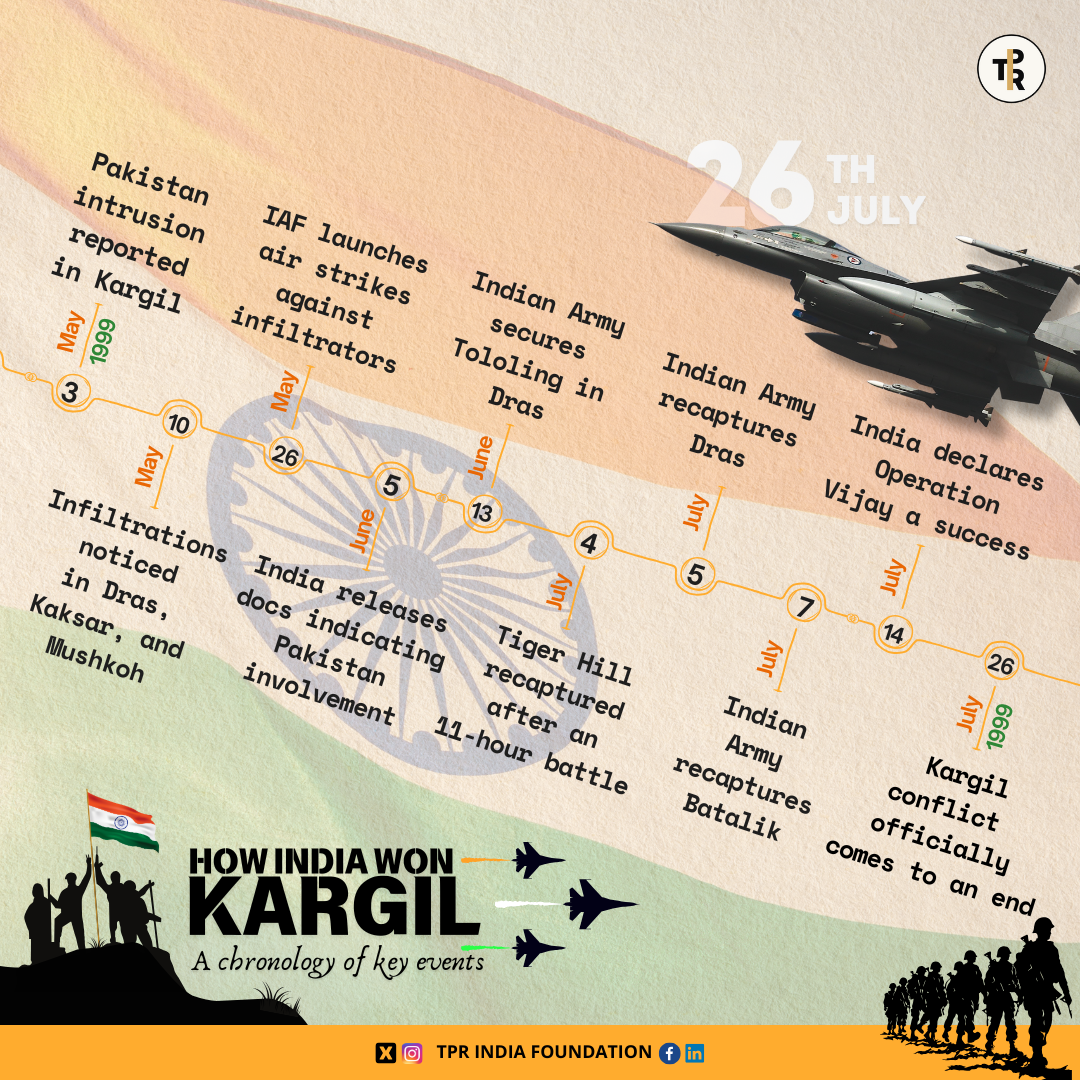 TPR
26
TH
JULY
Pakistan
intrusion
reported
in Kargil
May
1999
3
10
May
Infiltrations
noticed
in Dras,
Kaksar, and
Mushkoh
IAF launches
air strikes
against
infiltrators
May
26
5
June
India releases
docs indicating
Pakistan
involvement
Indian Army
secures
Tololing in
Dras
June
13
4
July
Tiger Hill
recaptured
after an
11-hour battle
Indian Army
recaptures
Dras
July
5
7
July
Indian
Army
recaptures
Batalik
India declares
Operation
Vijay a success
July
14
26
July
1999
Kargil
conflict
officially
comes to an end
HOW INDIA WON
KARGIL
A chronology of key events
TPR INDIA FOUNDATION